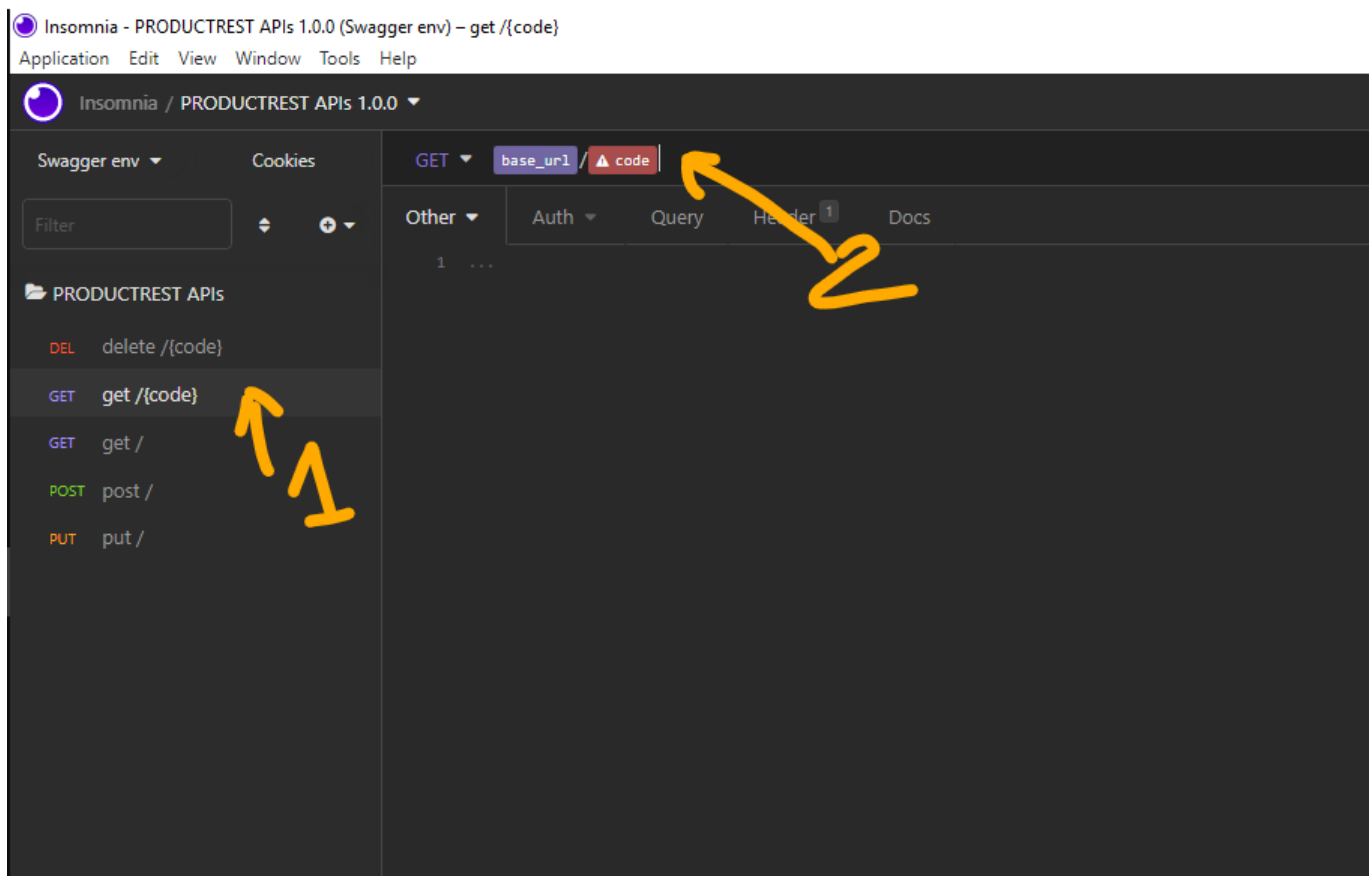 Insomnia - PRODUCTREST APIs 1.0.0 (Swagger env) – get /{code}
Application Edit View Window Tools Help
Insomnia / PRODUCTREST APIs 1.0.0
Swagger env Cookies GET base_url / code
Filter
Other Auth Query Header 1 Docs
1 ...
PRODUCTREST APIs
DEL delete /{code}
GET get /{code}
GET get /
POST post /
PUT put /
1
2